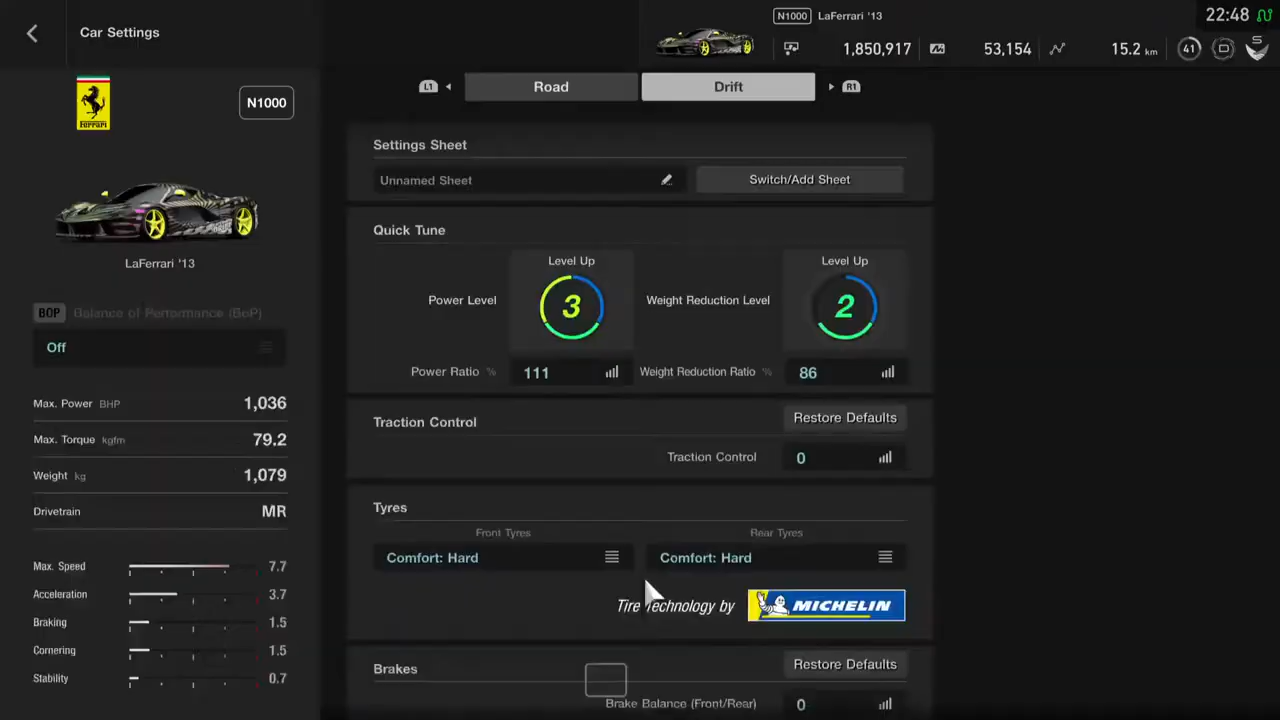 Car Settings
N1000
LaFerrari '13
22:48
1,850,917
53,154
15.2 km
41
D
S
Ferrari
N1000
LaFerrari '13
BOP Balance of Performance (BoP)
Off
Max. Power BHP 1,036
Max. Torque kgfm 79.2
Weight kg 1,079
Drivetrain MR
Max. Speed 7.7
Acceleration 3.7
Braking 1.5
Cornering 1.5
Stability 0.7
L1
Road
Drift
R1
Settings Sheet
Unnamed Sheet
Switch/Add Sheet
Quick Tune
Power Level
Level Up
3
Weight Reduction Level
Level Up
2
Power Ratio % 111
Weight Reduction Ratio % 86
Traction Control
Restore Defaults
Traction Control 0
Tyres
Front Tyres
Rear Tyres
Comfort: Hard
Comfort: Hard
Tire Technology by
MICHELIN
Brakes
Restore Defaults
Brake Balance (Front/Rear) 0